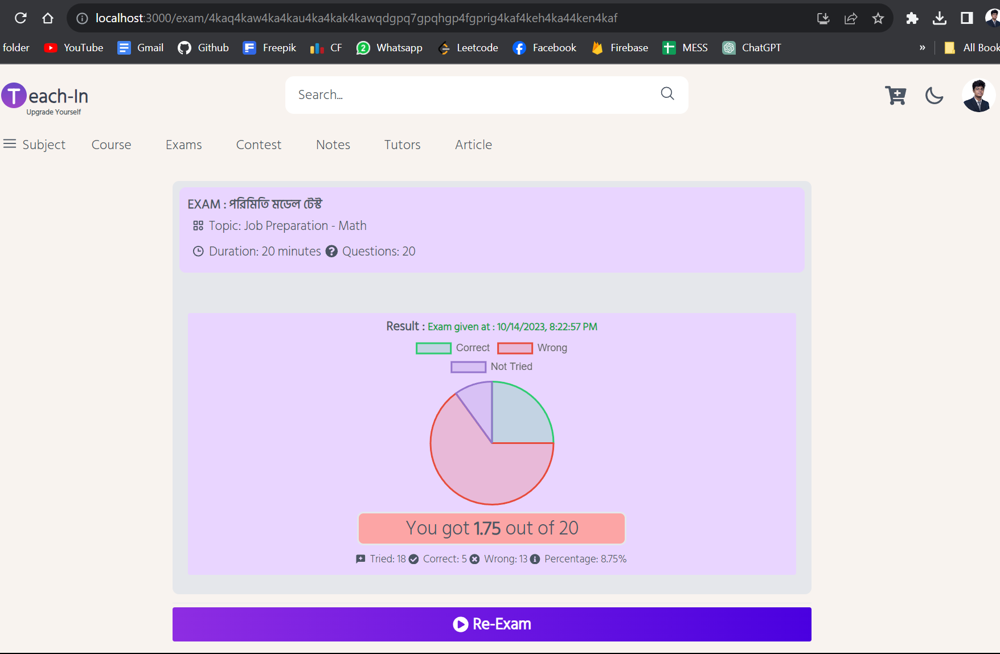 localhost:3000/exam/4kaq4kaw4ka4kau4ka4kak4kawqdgpq7gpqhgp4fgprig4kaf4keh4ka44ken4kaf
folder YouTube Gmail Github Freepik CF 2 Whatsapp Leetcode Facebook Firebase MESS ChatGPT » All Book
Teach-In
Upgrade Yourself
Search...
Subject Course Exams Contest Notes Tutors Article
EXAM : পরিমিতি মডেল টেস্ট
Topic: Job Preparation - Math
Duration: 20 minutes Questions: 20
Result : Exam given at : 10/14/2023, 8:22:57 PM
Correct Wrong
Not Tried
You got 1.75 out of 20
Tried: 18 Correct: 5 Wrong: 13 Percentage: 8.75%
Re-Exam